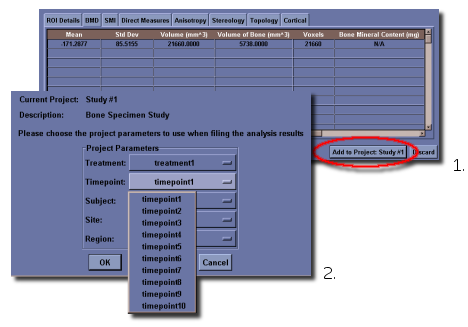 ROI Details BMD SMI Direct Measures Anisotropy Stereology Topology Cortical
Mean Std Dev Volume (mm^3) Volume of Bone (mm^3) Voxels Bone Mineral Content (mg)
-171.2877 85.5155 21660.0000 5738.0000 21660 N/A
Add to Project: Study #1 Discard
1.
Current Project: Study #1
Description: Bone Specimen Study
Please choose the project parameters to use when filing the analysis results
Project Parameters
Treatment: treatment1
Timepoint: timepoint1
Subject:
Site:
Region:
timepoint1
timepoint2
timepoint3
timepoint4
timepoint5
timepoint6
timepoint7
timepoint8
timepoint9
timepoint10
OK Cancel
2.